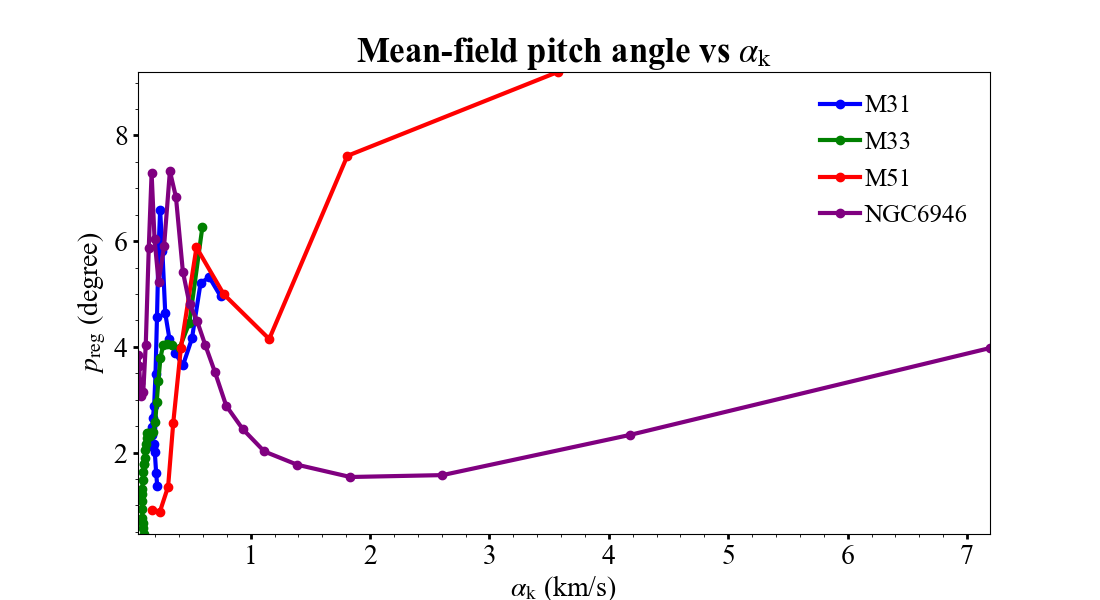 Mean-field pitch angle vs αk
M31
M33
M51
NGC6946
8
6
4
2
preg (degree)
1 2 3 4 5 6 7
αk (km/s)